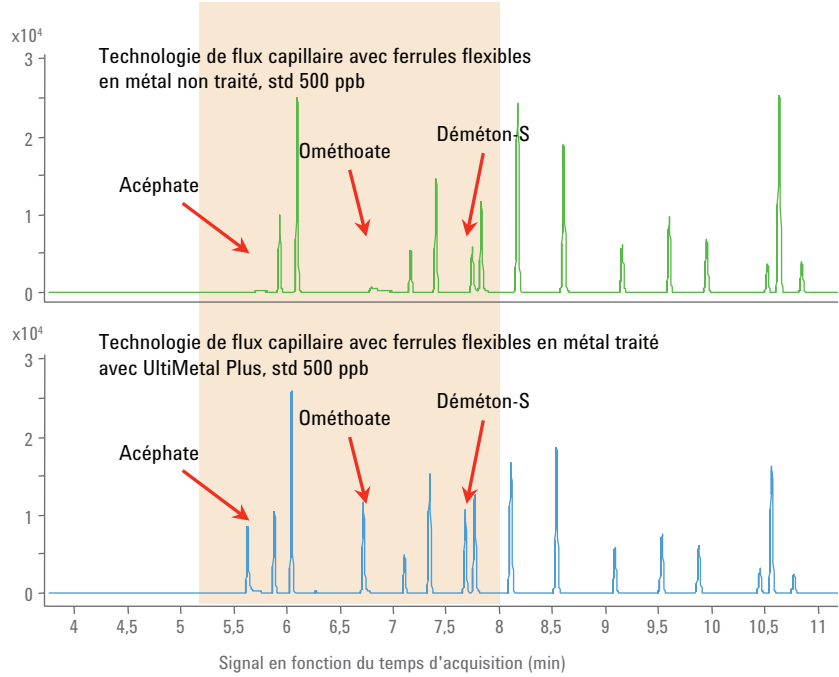 x10⁴
Technologie de flux capillaire avec ferrules flexibles
en métal non traité, std 500 ppb
3
2
1
0
Acéphate
Ométhoate
Déméton-S
x10⁴
Technologie de flux capillaire avec ferrules flexibles en métal traité
avec UltiMetal Plus, std 500 ppb
3
2
1
0
Acéphate
Ométhoate
Déméton-S
4 4,5 5 5,5 6 6,5 7 7,5 8 8,5 9 9,5 10 10,5 11
Signal en fonction du temps d'acquisition (min)